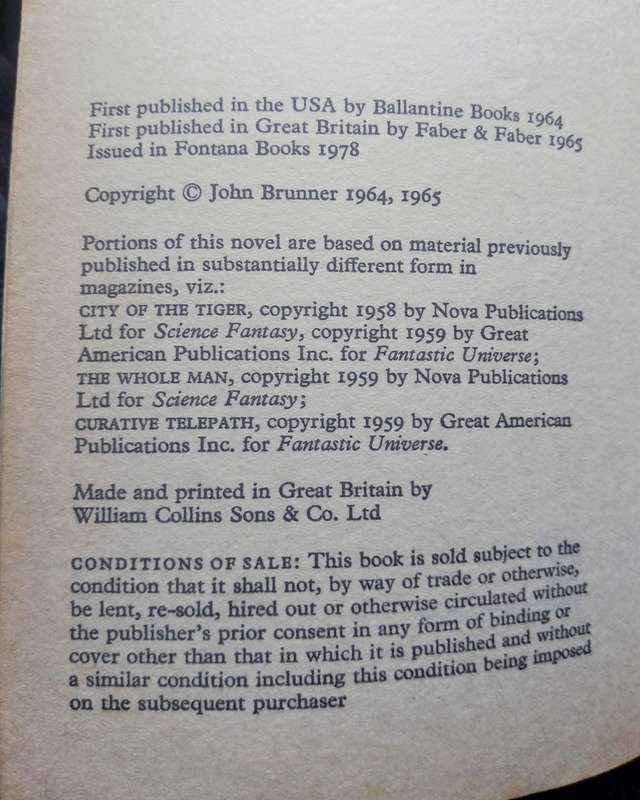 First published in the USA by Ballantine Books 1964
First published in Great Britain by Faber & Faber 1965
Issued in Fontana Books 1978
Copyright © John Brunner 1964, 1965
Portions of this novel are based on material previously
published in substantially different form in
magazines, viz.:
CITY OF THE TIGER, copyright 1958 by Nova Publications
Ltd for Science Fantasy, copyright 1959 by Great
American Publications Inc. for Fantastic Universe;
THE WHOLE MAN, copyright 1959 by Nova Publications
Ltd for Science Fantasy;
CURATIVE TELEPATH, copyright 1959 by Great American
Publications Inc. for Fantastic Universe.
Made and printed in Great Britain by
William Collins Sons & Co. Ltd
CONDITIONS OF SALE: This book is sold subject to the
condition that it shall not, by way of trade or otherwise,
be lent, re-sold, hired out or otherwise circulated without
the publisher's prior consent in any form of binding or
cover other than that in which it is published and without
a similar condition including this condition being imposed
on the subsequent purchaser